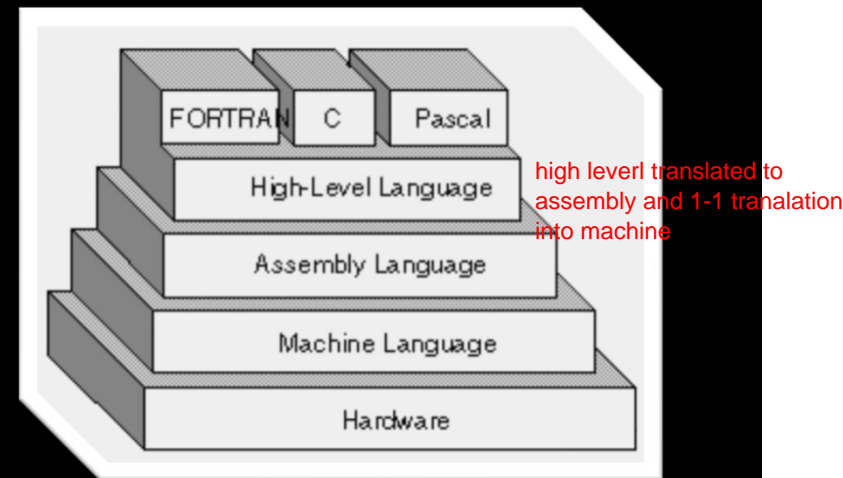 FORTRAN C Pascal
High-Level Language
high leverl translated to
assembly and 1-1 tranalation
into machine
Assembly Language
Machine Language
Hardware